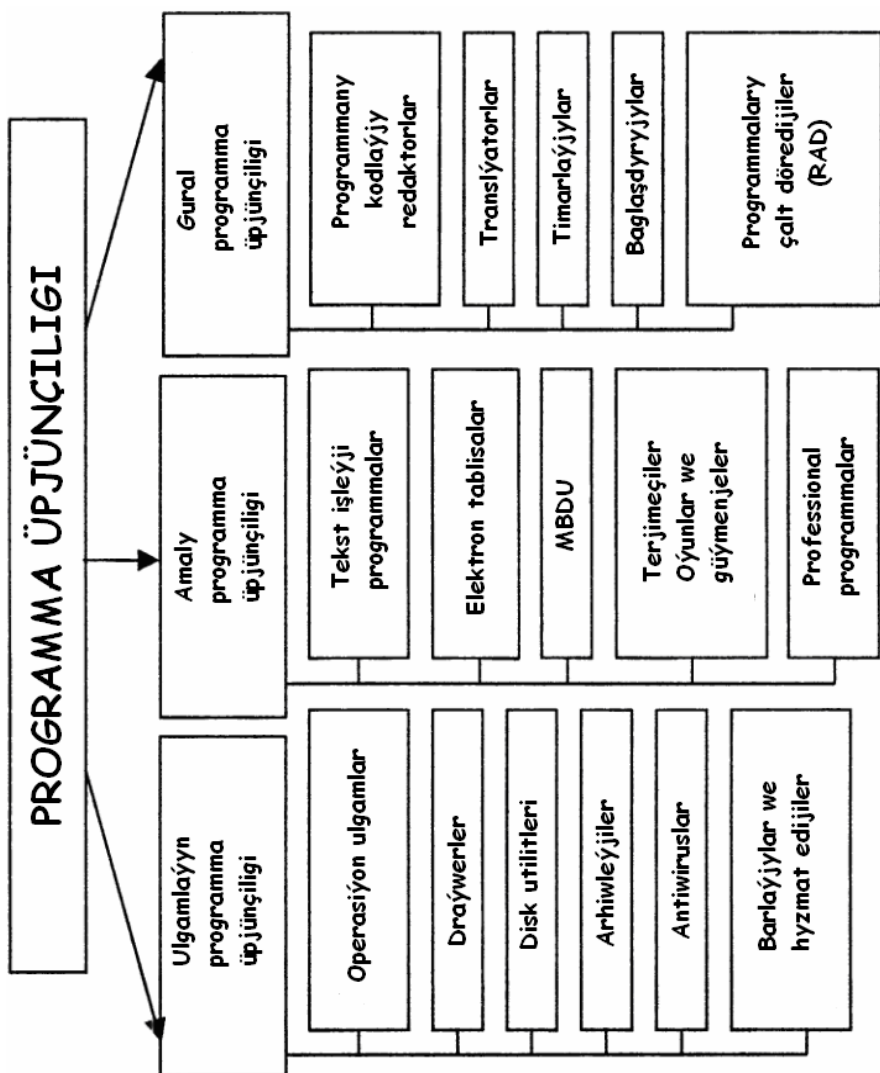 PROGRAMMA ÜPJÜNÇILIGI
Ulgamlaýyn
programma
üpjünçiligi
Operasiýon ulgamlar
Draýwerler
Disk utilitleri
Arhiwleýjiler
Antiwiruslar
Barlaýjylar we
hyzmat edijiler
Amaly
programma
üpjünçiligi
Tekst işleýji
programmalar
Elektron tablisalar
MBDU
Terjimeçiler
Oýunlar we
güýmenjeler
Professional
programmalar
Gural
programma
üpjünçiligi
Programmany
kodlaýjy
redaktorlar
Translýatorlar
Timarlaýjylar
Baglaşdyryjylar
Programmalary
çalt döredijiler
(RAD)